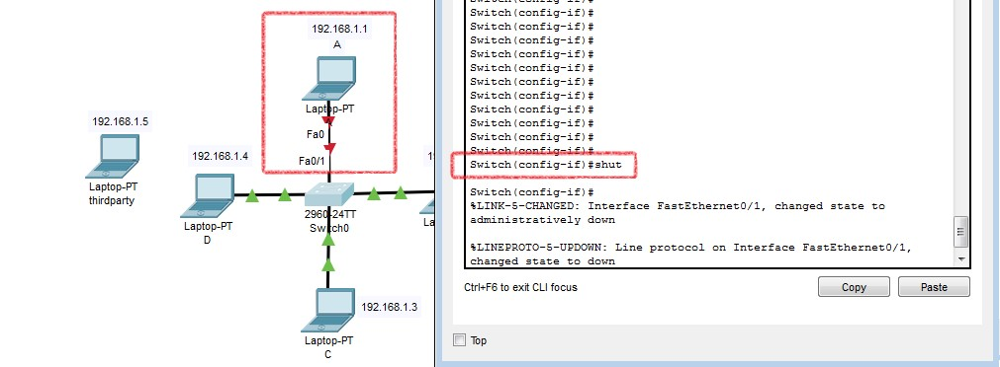 192.168.1.1
A
Laptop-PT
Fa0
Fa0/1
192.168.1.5
Laptop-PT
thirdparty
192.168.1.4
Laptop-PT
D
2960-24TT
Switch0
192.168.1.3
Laptop-PT
C
19
La
Switch(config-if)#
Switch(config-if)#
Switch(config-if)#
Switch(config-if)#
Switch(config-if)#
Switch(config-if)#
Switch(config-if)#
Switch(config-if)#
Switch(config-if)#
Switch(config-if)#
Switch(config-if)#
Switch(config-if)#shut
Switch(config-if)#
%LINK-5-CHANGED: Interface FastEthernet0/1, changed state to
administratively down
%LINEPROTO-5-UPDOWN: Line protocol on Interface FastEthernet0/1,
changed state to down
Ctrl+F6 to exit CLI focus
Copy
Paste
Top